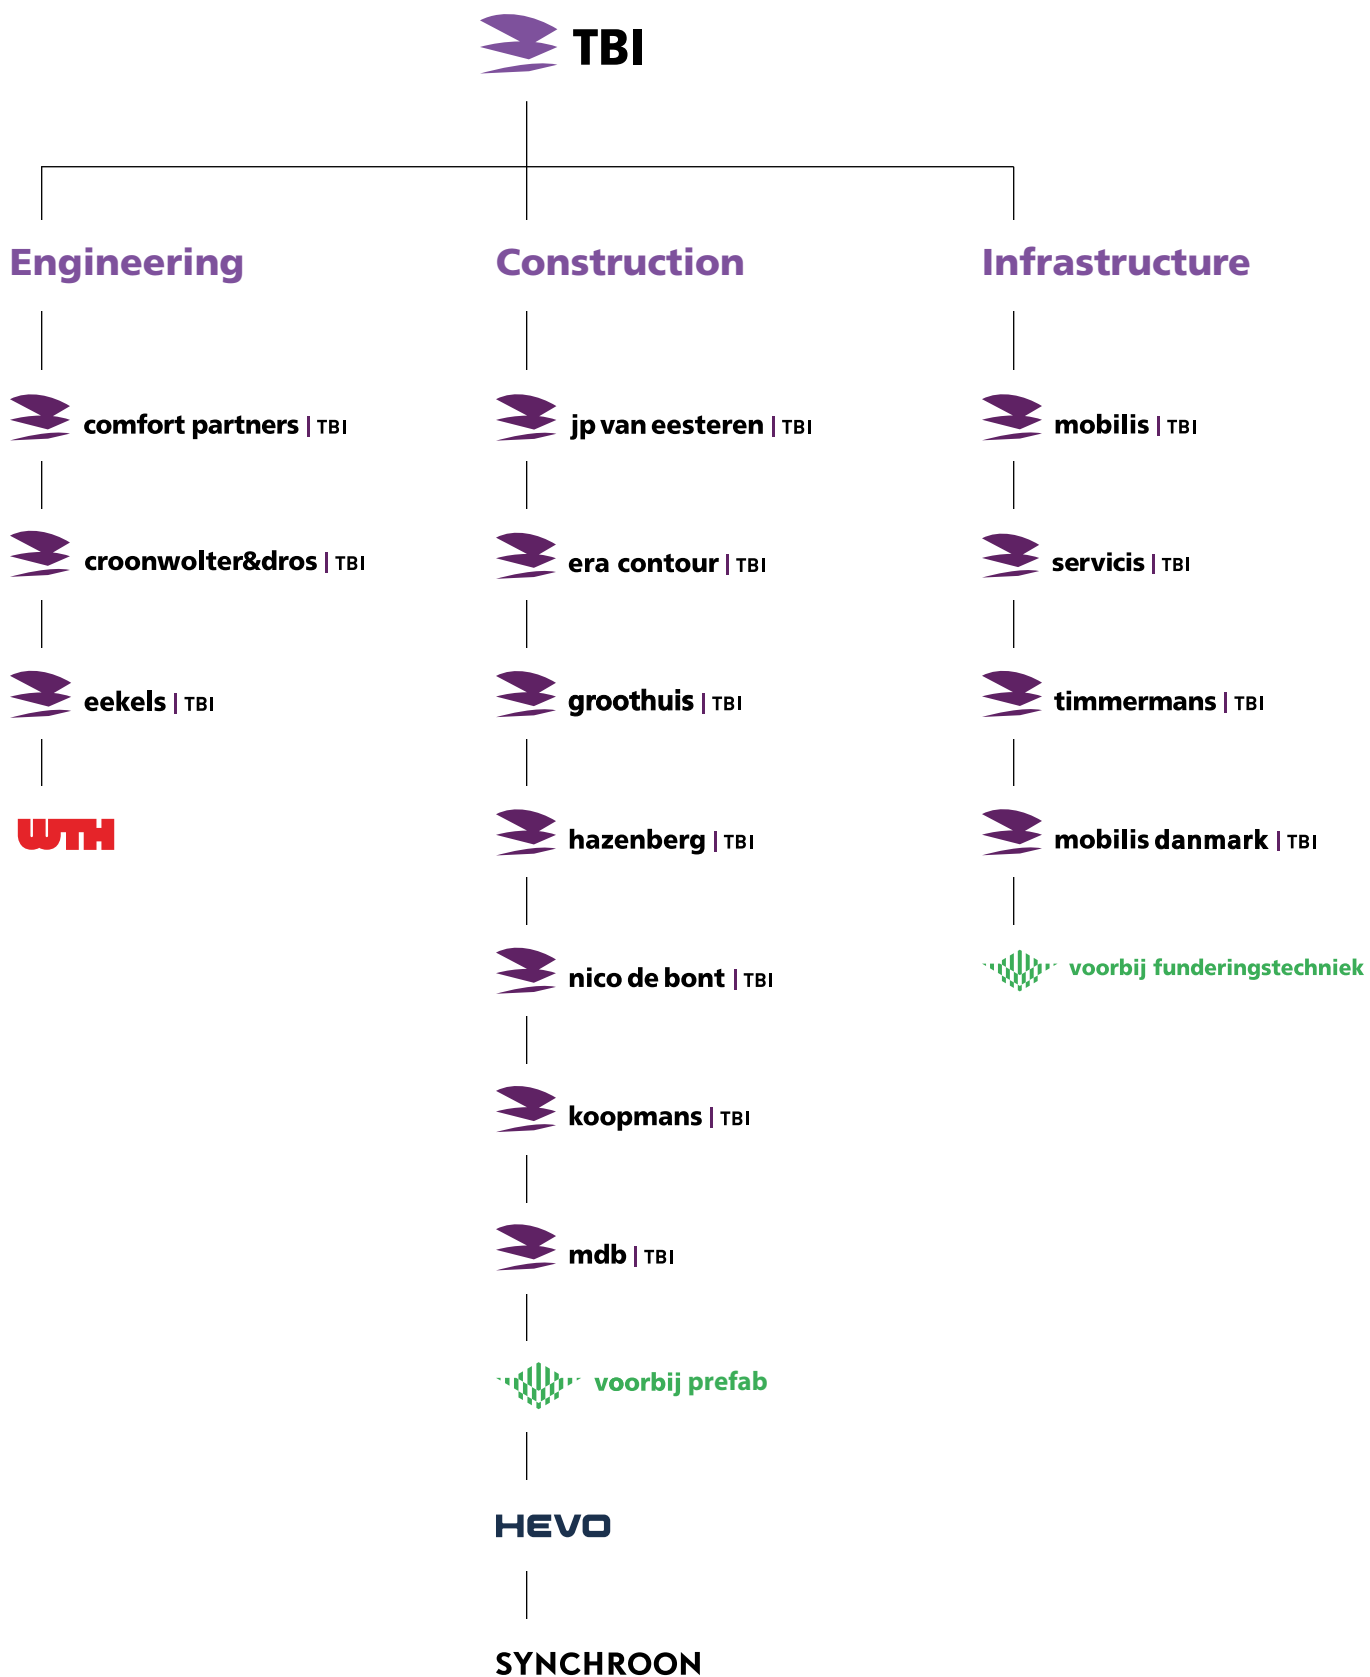 TBI
Engineering
comfort partners | TBI
croonwolter&dros | TBI
eekels | TBI
WTH
Construction
jp van eesteren | TBI
era contour | TBI
groothuis | TBI
hazenberg | TBI
nico de bont | TBI
koopmans | TBI
mdb | TBI
voorbij prefab
HEVO
SYNCHROON
Infrastructure
mobilis | TBI
servicis | TBI
timmermans | TBI
mobilis danmark | TBI
voorbij funderingstechniek